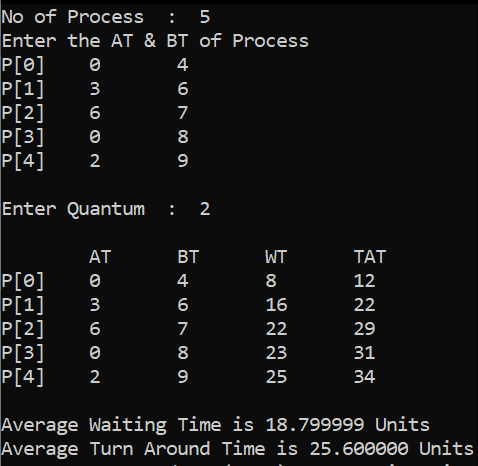 No of Process  :  5
Enter the AT & BT of Process
P[0]    0       4
P[1]    3       6
P[2]    6       7
P[3]    0       8
P[4]    2       9
Enter Quantum  :  2
        AT      BT      WT      TAT
P[0]    0       4       8       12
P[1]    3       6       16      22
P[2]    6       7       22      29
P[3]    0       8       23      31
P[4]    2       9       25      34
Average Waiting Time is 18.799999 Units
Average Turn Around Time is 25.600000 Units